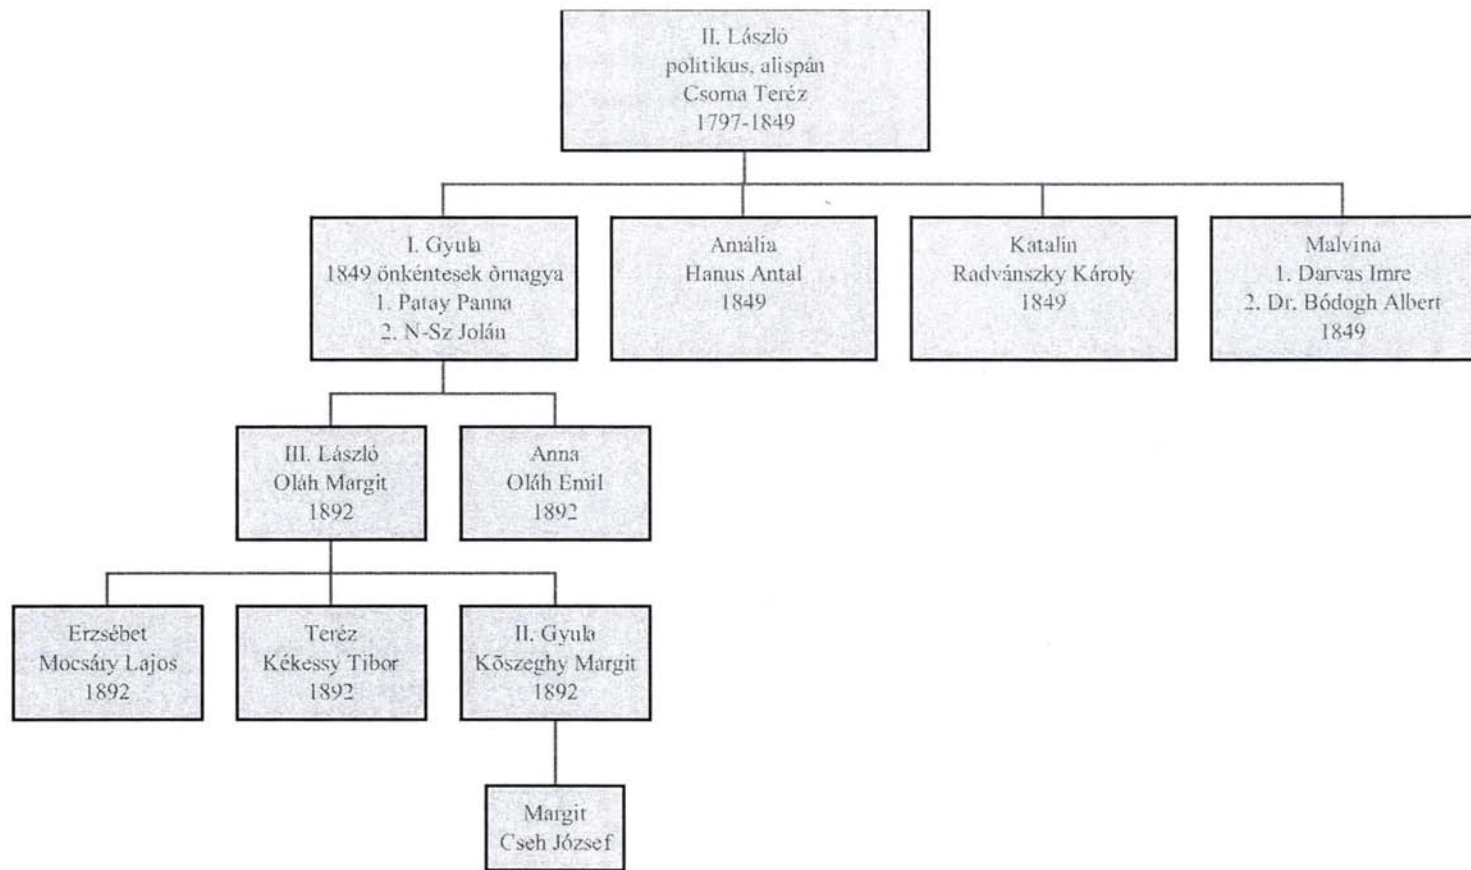 II. László
politikus, alispán
Csoma Teréz
1797-1849
I. Gyula
1849 önkéntesek õrnagya
1. Patay Panna
2. N-Sz Jolán
Amália
Hanus Antal
1849
Katalin
Radvánszky Károly
1849
Malvina
1. Darvas Imre
2. Dr. Bódogh Albert
1849
III. László
Oláh Margit
1892
Anna
Oláh Emil
1892
Erzsébet
Mocsáry Lajos
1892
Teréz
Kékessy Tibor
1892
II. Gyula
Kõszeghy Margit
1892
Margit
Cseh József